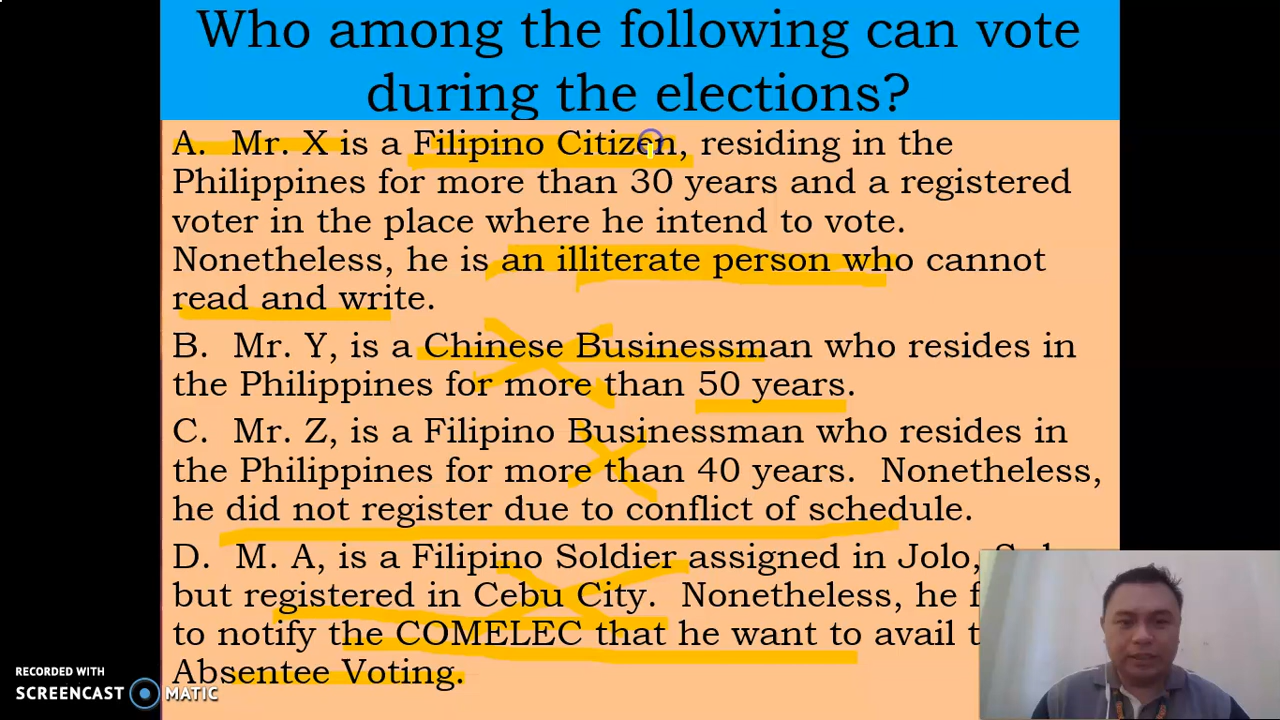 Who among the following can vote
during the elections?
A. Mr. X is a Filipino Citizen, residing in the
Philippines for more than 30 years and a registered
voter in the place where he intend to vote.
Nonetheless, he is an illiterate person who cannot
read and write.
B. Mr. Y, is a Chinese Businessman who resides in
the Philippines for more than 50 years.
C. Mr. Z, is a Filipino Businessman who resides in
the Philippines for more than 40 years. Nonetheless,
he did not register due to conflict of schedule.
D. M. A, is a Filipino Soldier assigned in Jolo,
but registered in Cebu City. Nonetheless, he
to notify the COMELEC that he want to avail
Absentee Voting.
RECORDED WITH
SCREENCAST MATIC